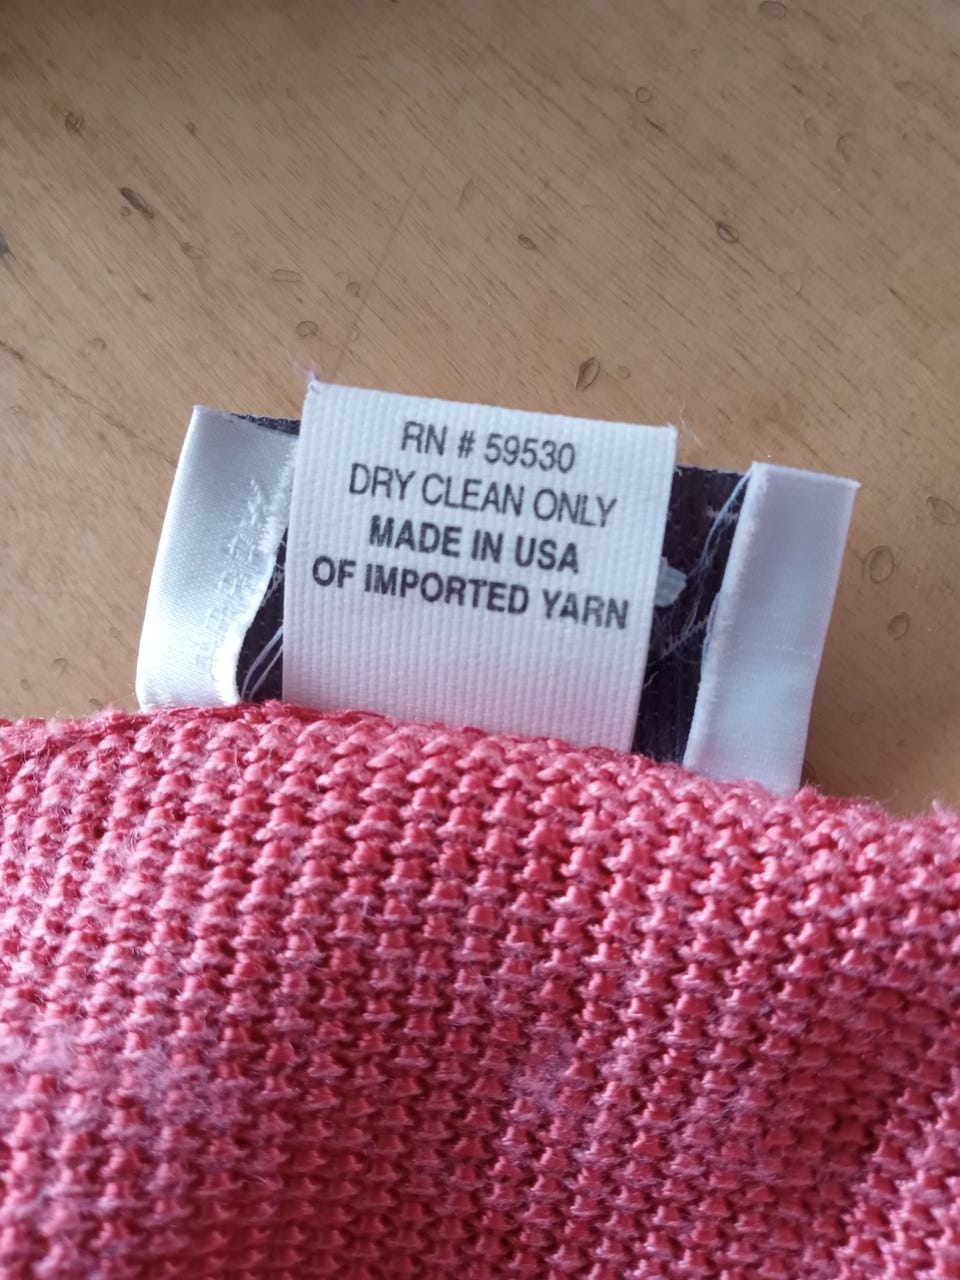 RN # 59530
DRY CLEAN ONLY
MADE IN USA
OF IMPORTED YARN